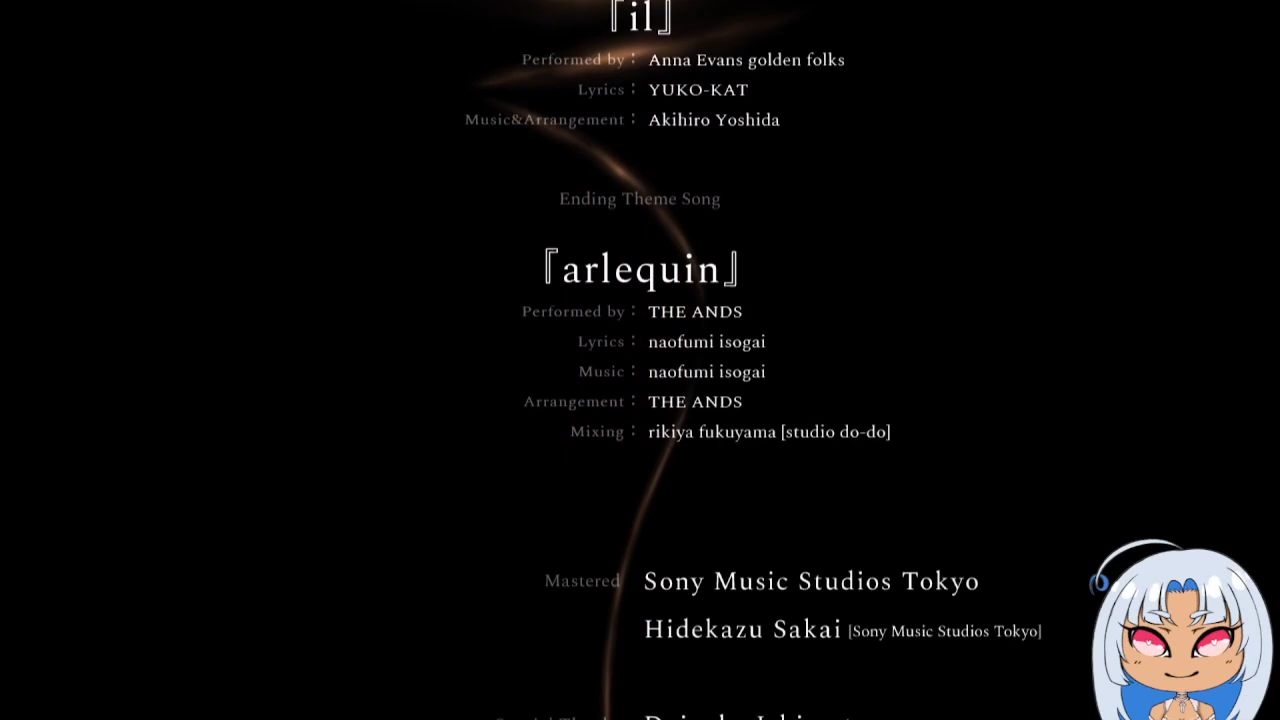 『il』
Performed by： Anna Evans golden folks
Lyrics： YUKO-KAT
Music&Arrangement： Akihiro Yoshida
Ending Theme Song
『arlequin』
Performed by： THE ANDS
Lyrics： naofumi isogai
Music： naofumi isogai
Arrangement： THE ANDS
Mixing： rikiya fukuyama [studio do-do]
Mastered Sony Music Studios Tokyo
Hidekazu Sakai [Sony Music Studios Tokyo]